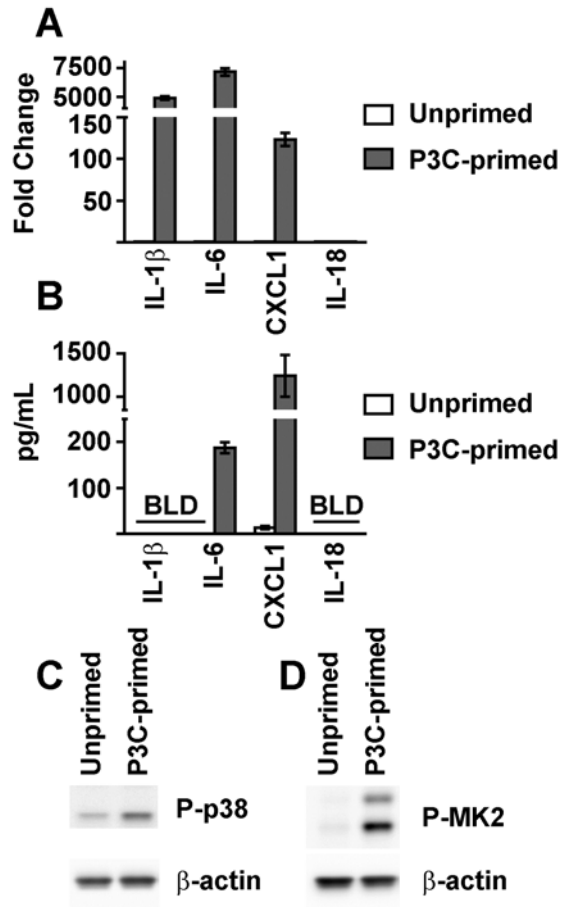 A
Fold Change
7500
5000
150
100
50
Unprimed
P3C-primed
IL-1β
IL-6
CXCL1
IL-18
B
pg/mL
1500
1000
200
100
BLD
BLD
Unprimed
P3C-primed
IL-1β
IL-6
CXCL1
IL-18
C
Unprimed
P3C-primed
P-p38
β-actin
D
Unprimed
P3C-primed
P-MK2
β-actin